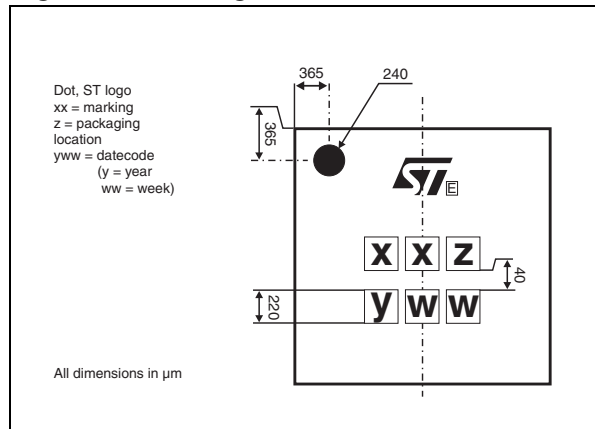 365
240
Dot, ST logo
xx = marking
z = packaging
location
yww = datecode
(y = year
ww = week)
365
ST
E
x x z
40
y w w
220
All dimensions in µm